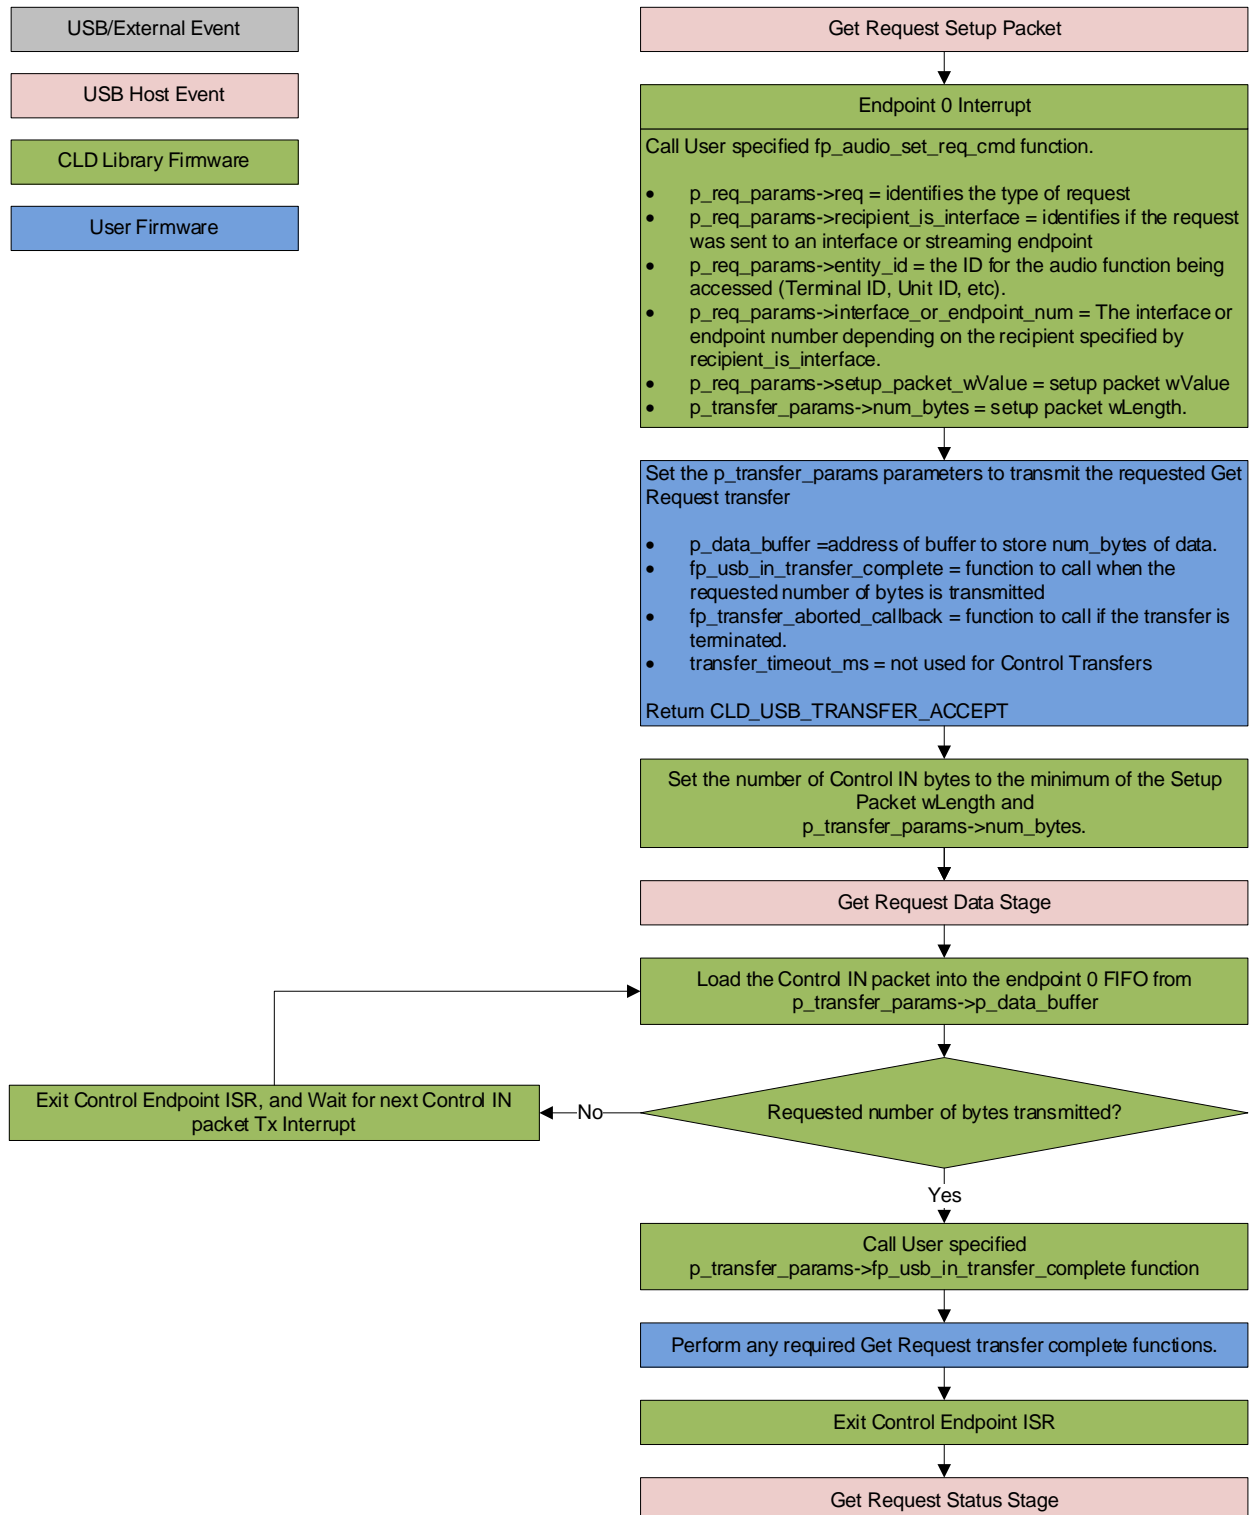 USB/External Event
USB Host Event
CLD Library Firmware
User Firmware
Get Request Setup Packet
Endpoint 0 Interrupt
Call User specified fp_audio_set_req_cmd function.
• p_req_params->req = identifies the type of request
• p_req_params->recipient_is_interface = identifies if the request
was sent to an interface or streaming endpoint
• p_req_params->entity_id = the ID for the audio function being
accessed (Terminal ID, Unit ID, etc).
• p_req_params->interface_or_endpoint_num = The interface or
endpoint number depending on the recipient specified by
recipient_is_interface.
• p_req_params->setup_packet_wValue = setup packet wValue
• p_transfer_params->num_bytes = setup packet wLength.
Set the p_transfer_params parameters to transmit the requested Get
Request transfer
• p_data_buffer =address of buffer to store num_bytes of data.
• fp_usb_in_transfer_complete = function to call when the
requested number of bytes is transmitted
• fp_transfer_aborted_callback = function to call if the transfer is
terminated.
• transfer_timeout_ms = not used for Control Transfers
Return CLD_USB_TRANSFER_ACCEPT
Set the number of Control IN bytes to the minimum of the Setup
Packet wLength and
p_transfer_params->num_bytes.
Get Request Data Stage
Load the Control IN packet into the endpoint 0 FIFO from
p_transfer_params->p_data_buffer
Requested number of bytes transmitted?
No
Exit Control Endpoint ISR, and Wait for next Control IN
packet Tx Interrupt
Yes
Call User specified
p_transfer_params->fp_usb_in_transfer_complete function
Perform any required Get Request transfer complete functions.
Exit Control Endpoint ISR
Get Request Status Stage